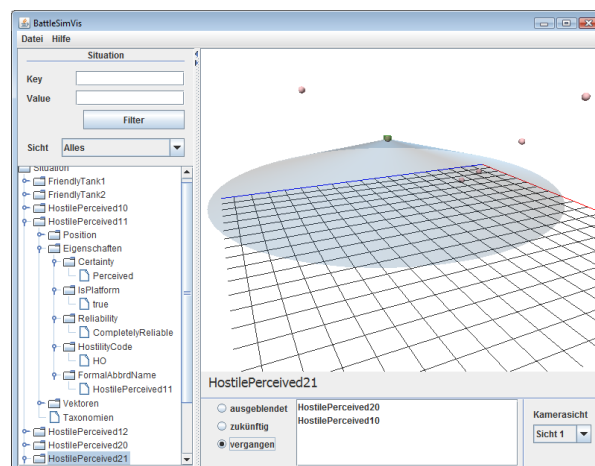 BattleSimVis
Datei Hilfe
Situation
Key
Value
Filter
Sicht Alles
Situation
FriendlyTank1
FriendlyTank2
HostilePerceived10
HostilePerceived11
Position
Eigenschaften
Certainty
Perceived
IsPlatform
true
Reliability
CompletelyReliable
HostilityCode
HO
FormalAbbrdName
HostilePerceived11
Vektoren
Taxonomien
HostilePerceived12
HostilePerceived20
HostilePerceived21
HostilePerceived21
ausgeblendet
zukünftig
vergangen
HostilePerceived20
HostilePerceived10
Kamerasicht
Sicht 1